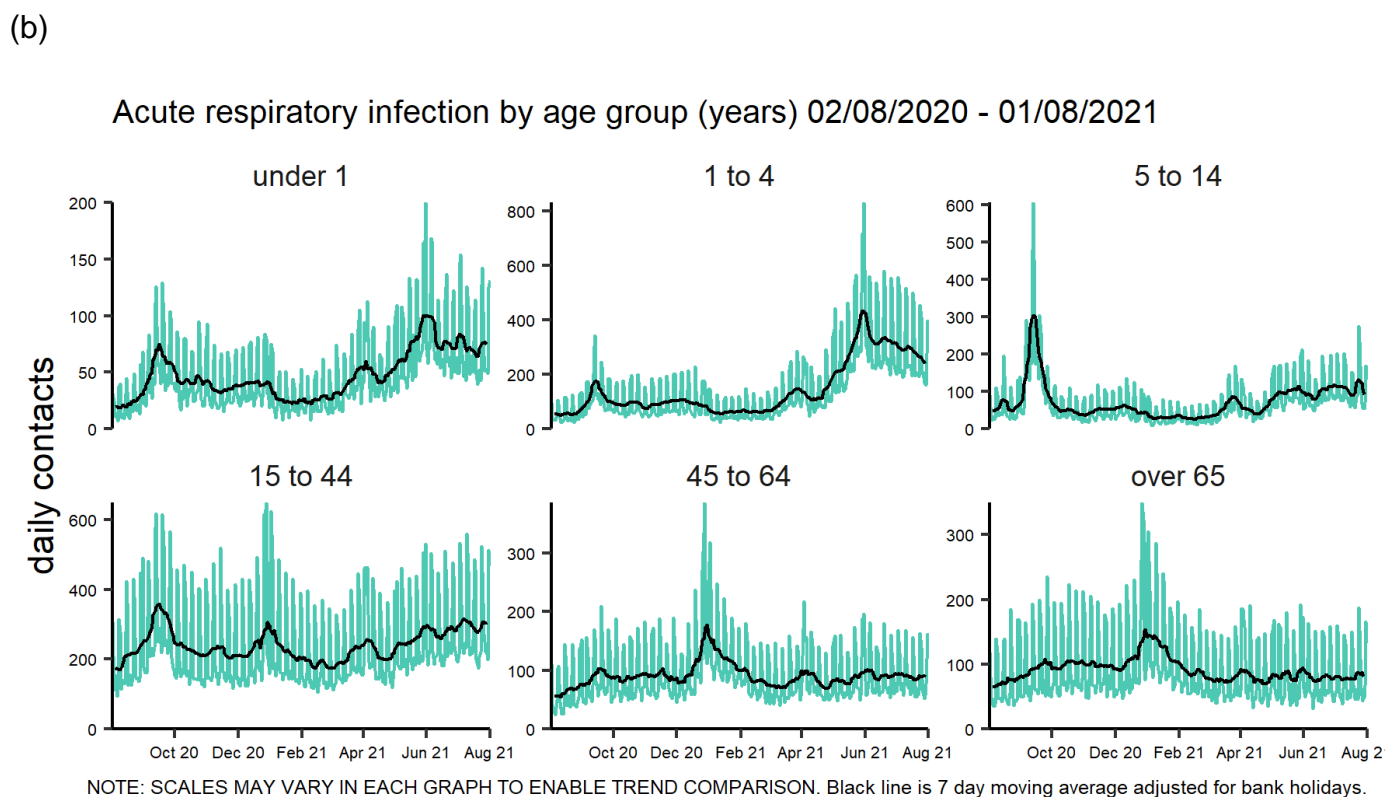 (b)
Acute respiratory infection by age group (years) 02/08/2020 - 01/08/2021
daily contacts
under 1
200
150
100
50
0
1 to 4
800
600
400
200
0
5 to 14
600
500
400
300
200
100
0
15 to 44
600
400
200
0
Oct 20 Dec 20 Feb 21 Apr 21 Jun 21 Aug 21
45 to 64
300
200
100
0
Oct 20 Dec 20 Feb 21 Apr 21 Jun 21 Aug 21
over 65
300
200
100
0
Oct 20 Dec 20 Feb 21 Apr 21 Jun 21 Aug 2
NOTE: SCALES MAY VARY IN EACH GRAPH TO ENABLE TREND COMPARISON. Black line is 7 day moving average adjusted for bank holidays.